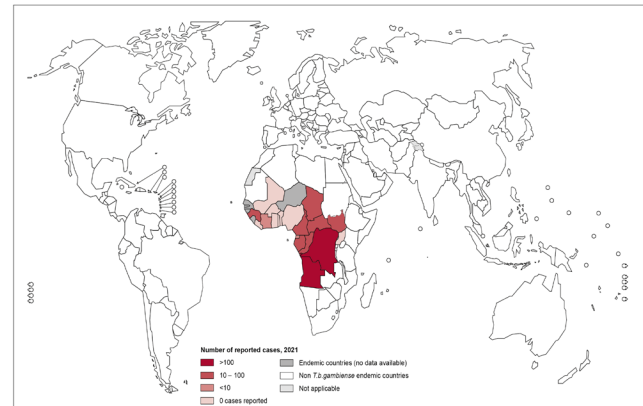 Number of reported cases, 2021
>100
10 – 100
<10
0 cases reported
Endemic countries (no data available)
Non T.b.gambiense endemic countries
Not applicable